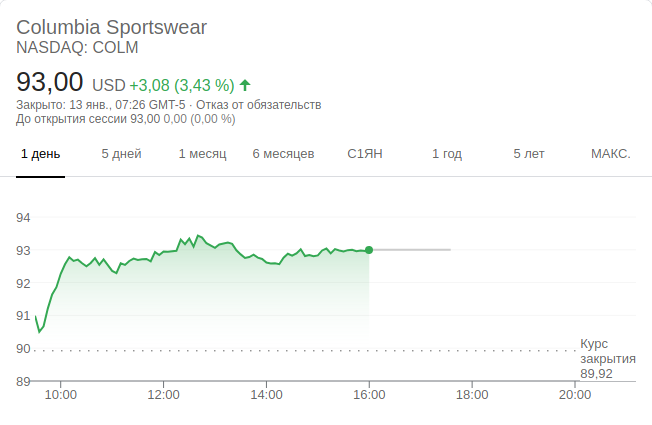 Columbia Sportswear
NASDAQ: COLM
93,00 USD +3,08 (3,43 %)
Закрыто: 13 янв., 07:26 GMT-5 · Отказ от обязательств
До открытия сессии 93,00 0,00 (0,00 %)
1 день 5 дней 1 месяц 6 месяцев С1ЯН 1 год 5 лет МАКС.
94
93
92
91
90
Курс
закрытия
89,92
89
10:00 12:00 14:00 16:00 18:00 20:00